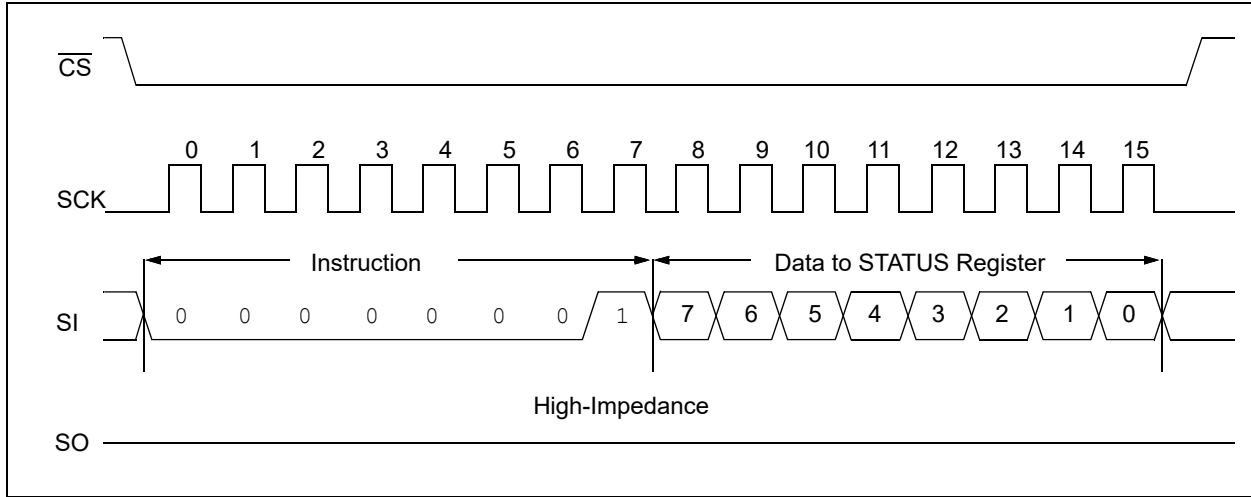 CS
0 1 2 3 4 5 6 7 8 9 10 11 12 13 14 15
SCK
Instruction Data to STATUS Register
SI 0 0 0 0 0 0 0 1 7 6 5 4 3 2 1 0
High-Impedance
SO